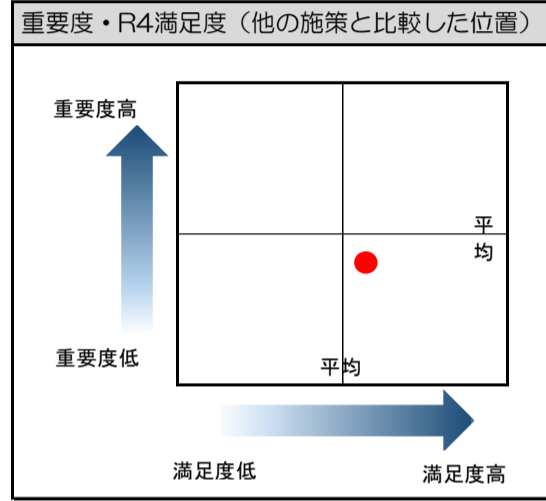 重要度・R4満足度（他の施策と比較した位置）
重要度高
平
均
重要度低
平均
満足度低
満足度高